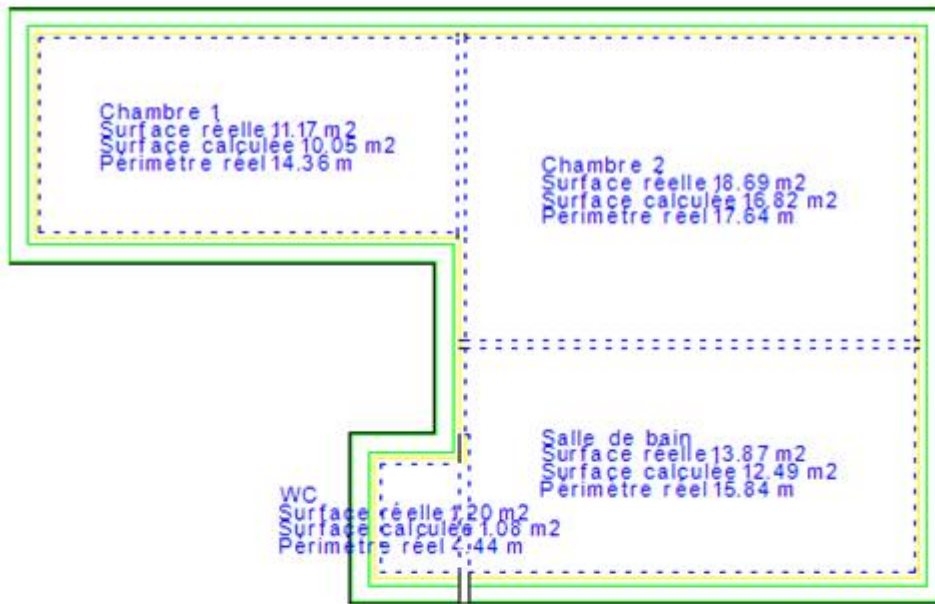 Chambre 1
Surface réelle 11.17 m2
Surface calculée 10.05 m2
Périmètre réel 14.36 m
Chambre 2
Surface réelle 18.69 m2
Surface calculée 16.82 m2
Périmètre réel 17.64 m
Salle de bain
Surface réelle 13.87 m2
Surface calculée 12.49 m2
Périmètre réel 15.84 m
WC
Surface réelle 1.20 m2
Surface calculée 1.08 m2
Périmètre réel 4.44 m